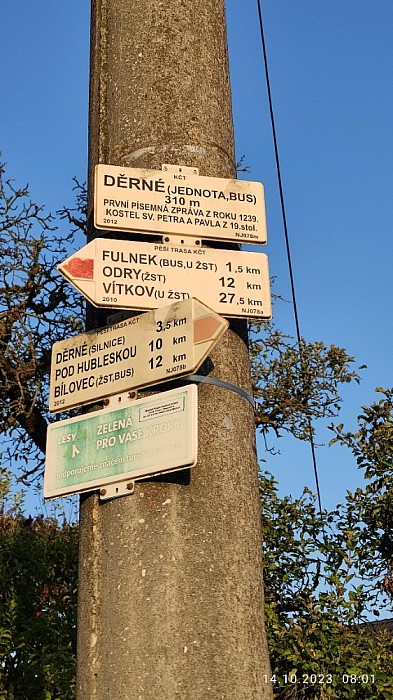 KČT
DĚRNÉ (JEDNOTA,BUS)
310 m
PRVNÍ PÍSEMNÁ ZPRÁVA Z ROKU 1239.
KOSTEL SV. PETRA A PAVLA Z 19.stol.
2012 NJ078m
PĚŠÍ TRASA KČT
FULNEK (BUS,U ŽST) 1,5 km
ODRY (ŽST) 12 km
VÍTKOV (U ŽST) 27,5 km
2010 NJ078a
PĚŠÍ TRASA KČT
DĚRNÉ (SILNICE) 3,5 km
POD HUBLESKOU 10 km
BÍLOVEC (ŽST,BUS) 12 km
2012 NJ078b
LESY ZELENÁ
PRO VAŠE KROKY
podporujeme značení
14.10.2023 08:01